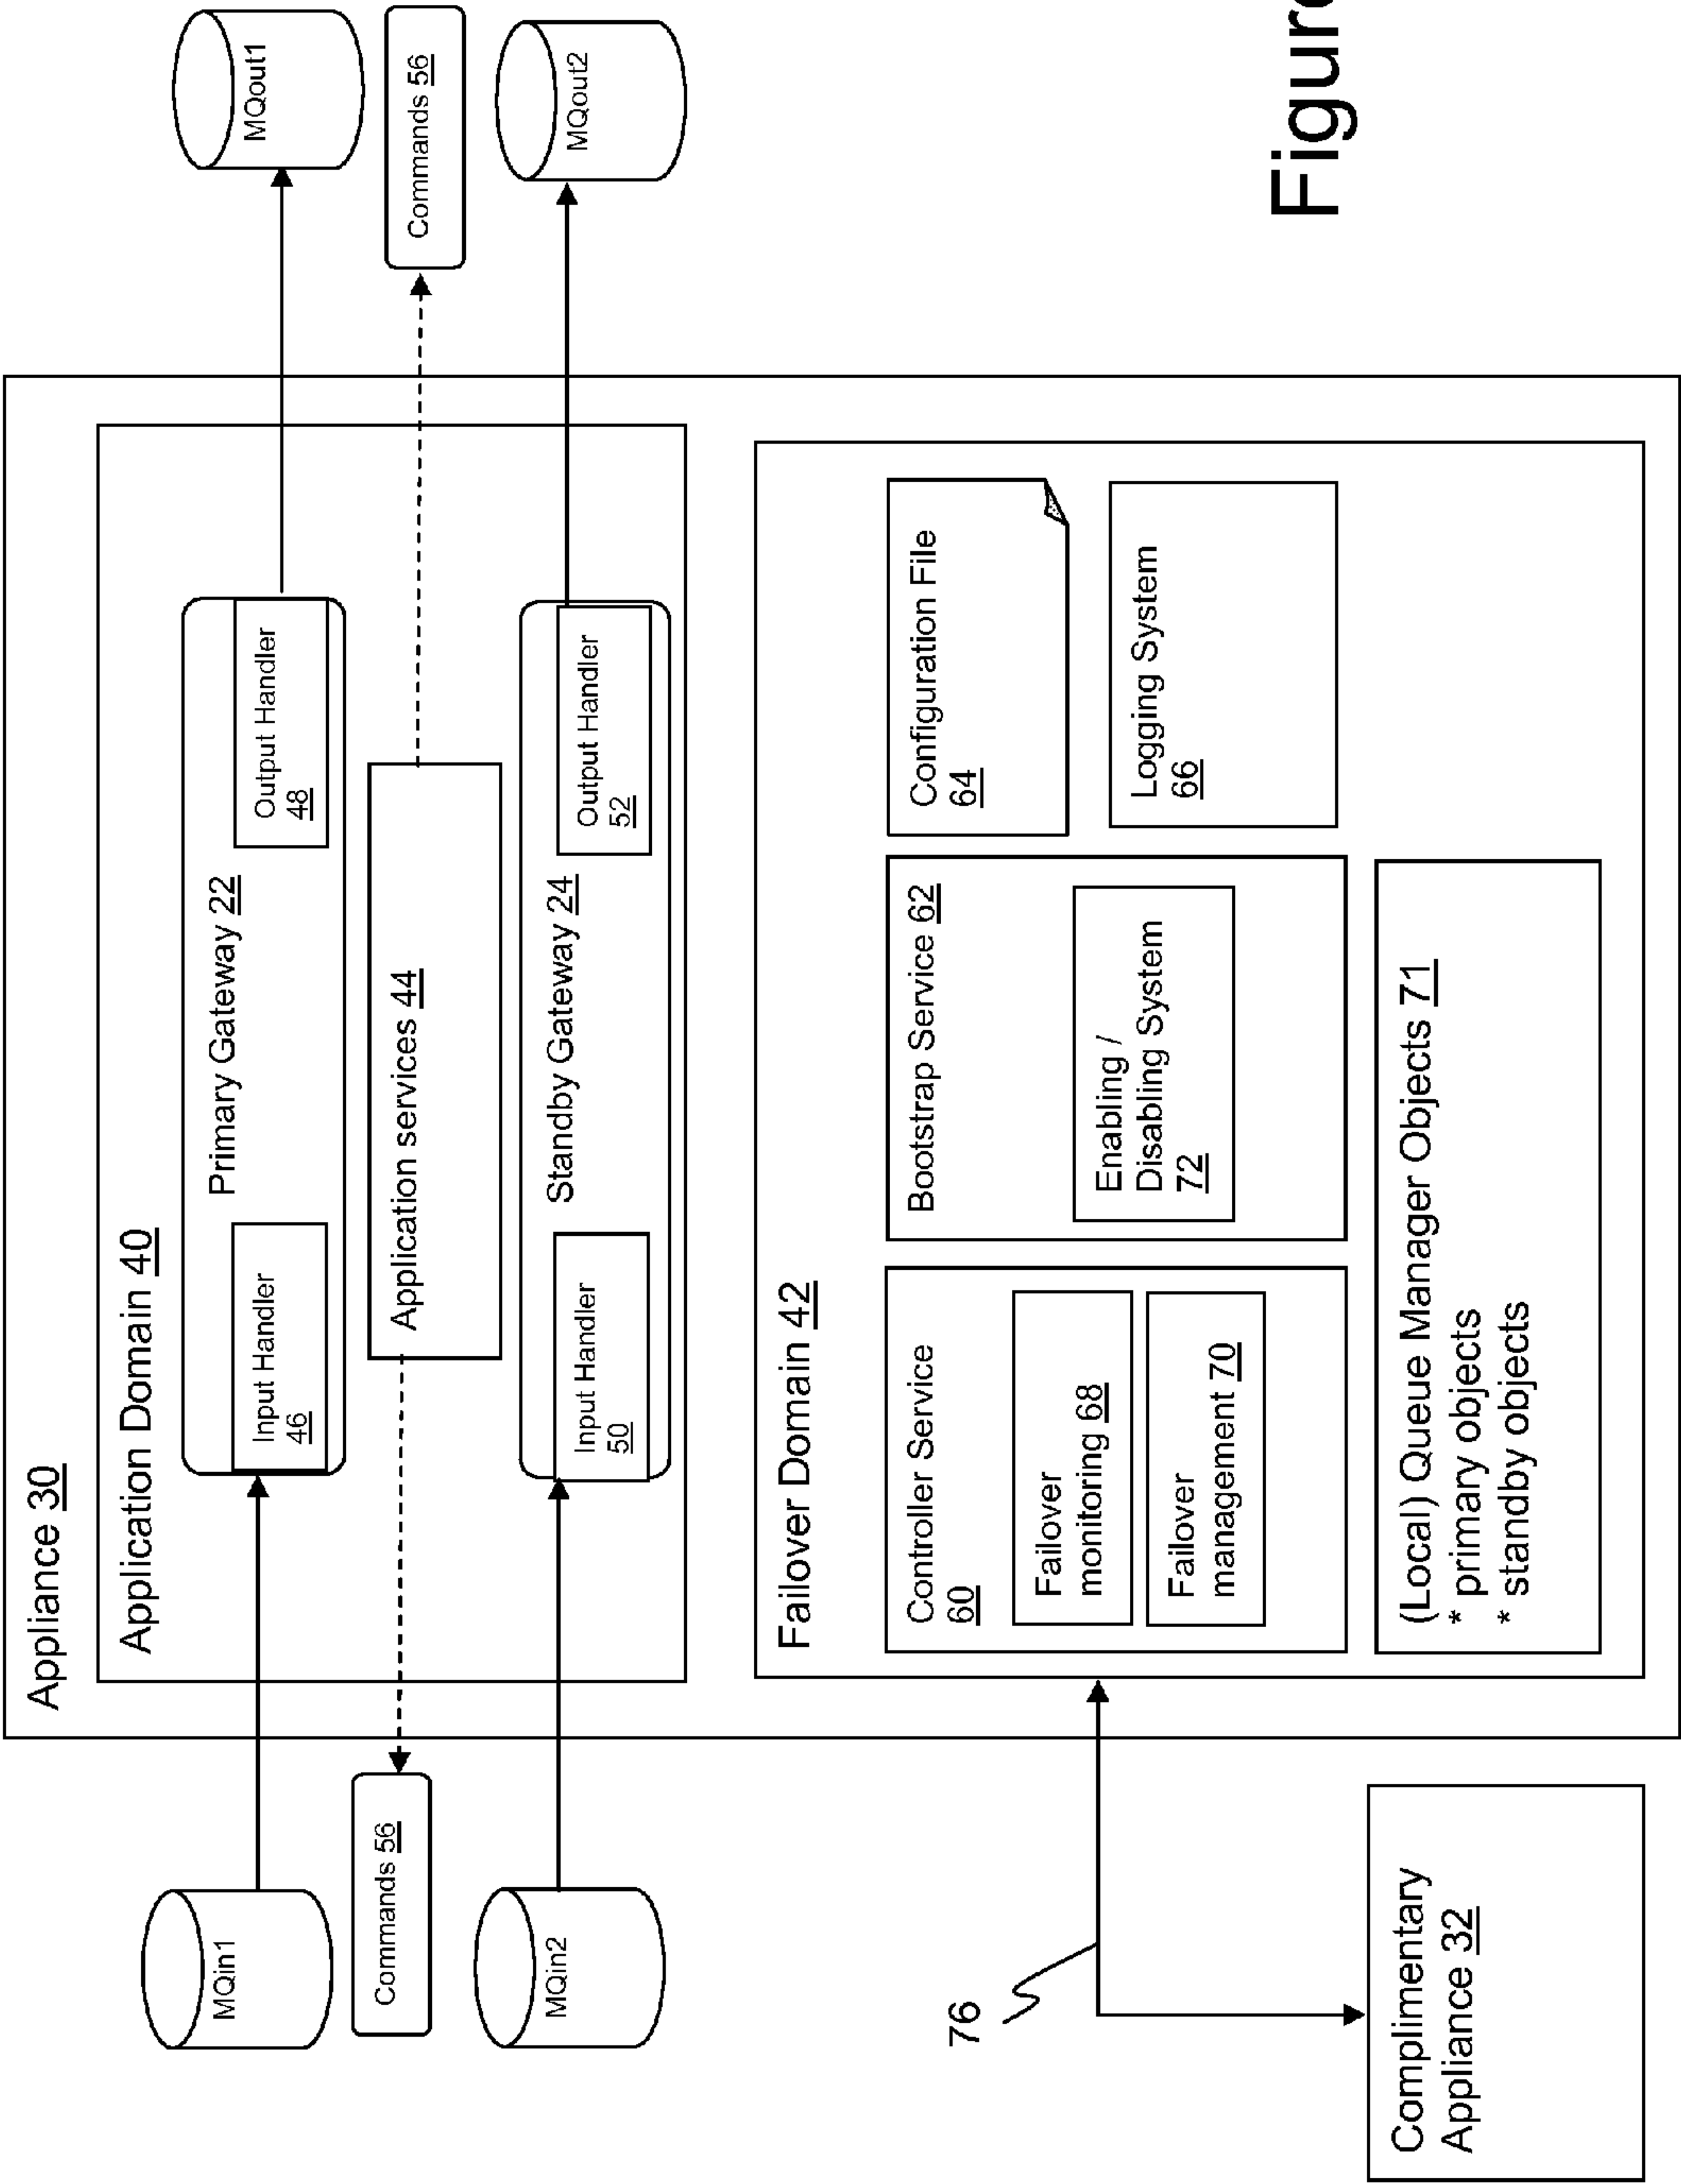 Appliance 30
Application Domain 40
MQin1
Input Handler
46
Primary Gateway 22
Output Handler
48
MQout1
Commands 56
Application services 44
Commands 56
MQin2
Input Handler
50
Standby Gateway 24
Output Handler
52
MQout2
Failover Domain 42
Controller Service
60
Failover
monitoring 68
Failover
management 70
Bootstrap Service 62
Enabling /
Disabling System
72
Configuration File
64
Logging System
66
(Local) Queue Manager Objects 71
* primary objects
* standby objects
76
Complimentary
Appliance 32
Figure